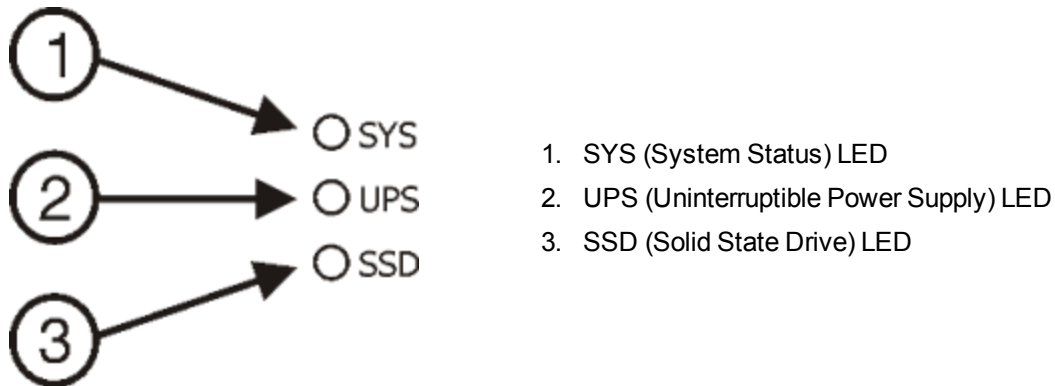 1
SYS
2
UPS
SSD
3
1. SYS (System Status) LED
2. UPS (Uninterruptible Power Supply) LED
3. SSD (Solid State Drive) LED